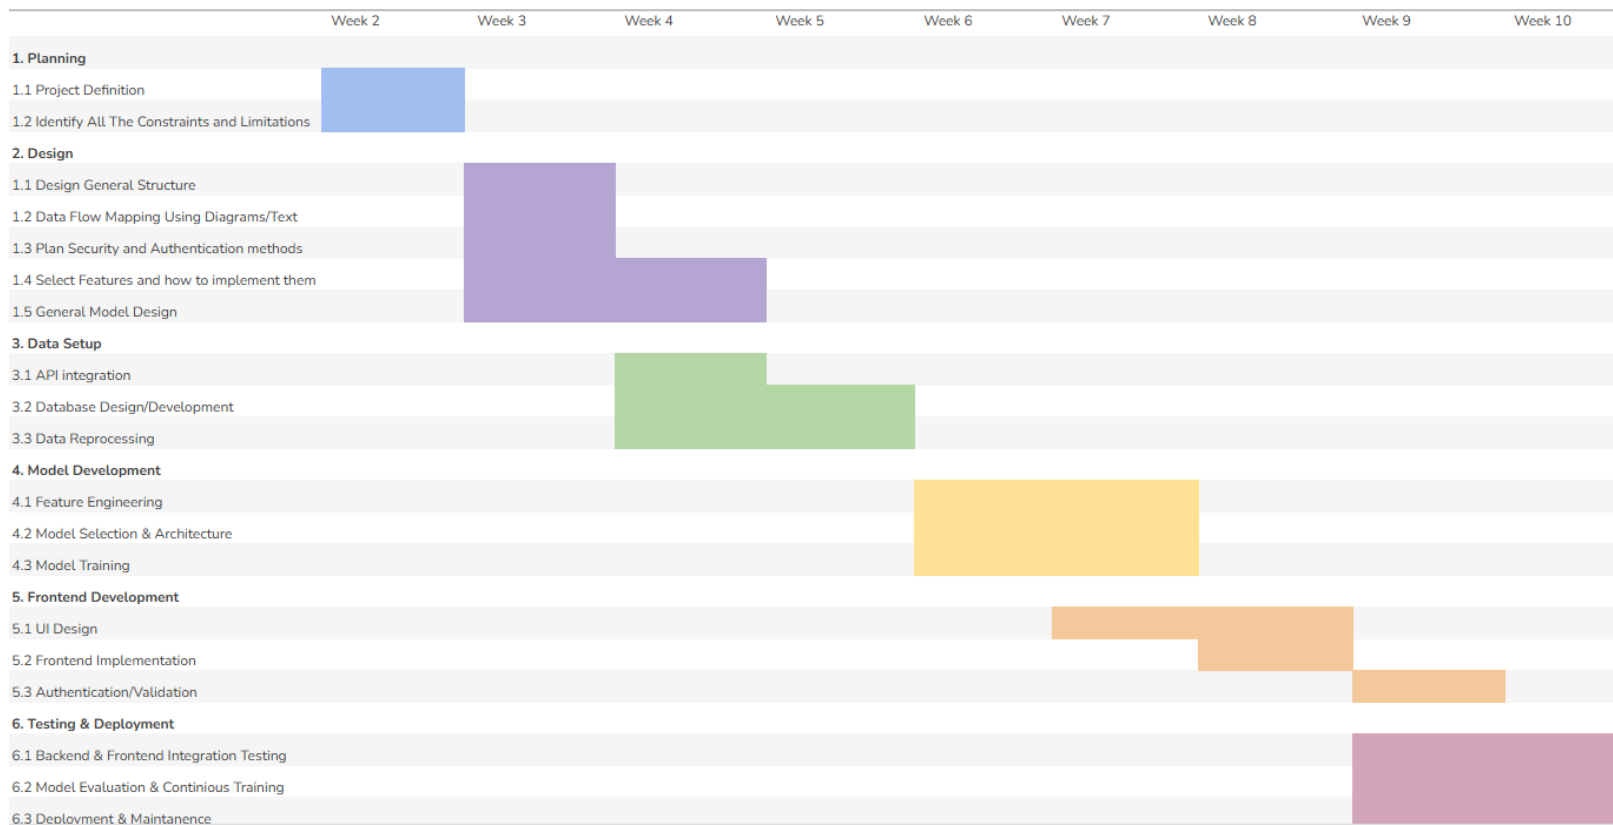 Week 2 Week 3 Week 4 Week 5 Week 6 Week 7 Week 8 Week 9 Week 10
1. Planning
1.1 Project Definition
1.2 Identify All The Constraints and Limitations
2. Design
1.1 Design General Structure
1.2 Data Flow Mapping Using Diagrams/Text
1.3 Plan Security and Authentication methods
1.4 Select Features and how to implement them
1.5 General Model Design
3. Data Setup
3.1 API integration
3.2 Database Design/Development
3.3 Data Reprocessing
4. Model Development
4.1 Feature Engineering
4.2 Model Selection & Architecture
4.3 Model Training
5. Frontend Development
5.1 UI Design
5.2 Frontend Implementation
5.3 Authentication/Validation
6. Testing & Deployment
6.1 Backend & Frontend Integration Testing
6.2 Model Evaluation & Continious Training
6.3 Deployment & Maintanence